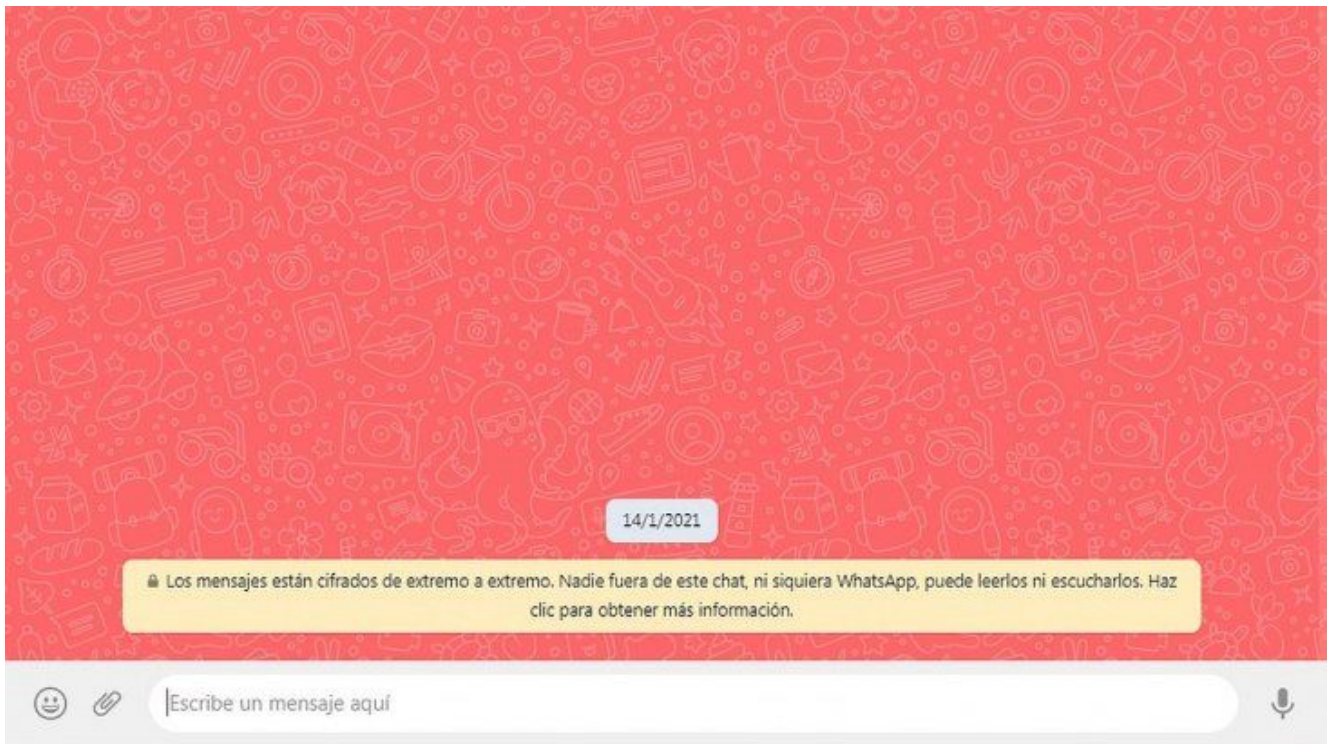 14/1/2021
Los mensajes están cifrados de extremo a extremo. Nadie fuera de este chat, ni siquiera WhatsApp, puede leerlos ni escucharlos. Haz
clic para obtener más información.
Escribe un mensaje aquí